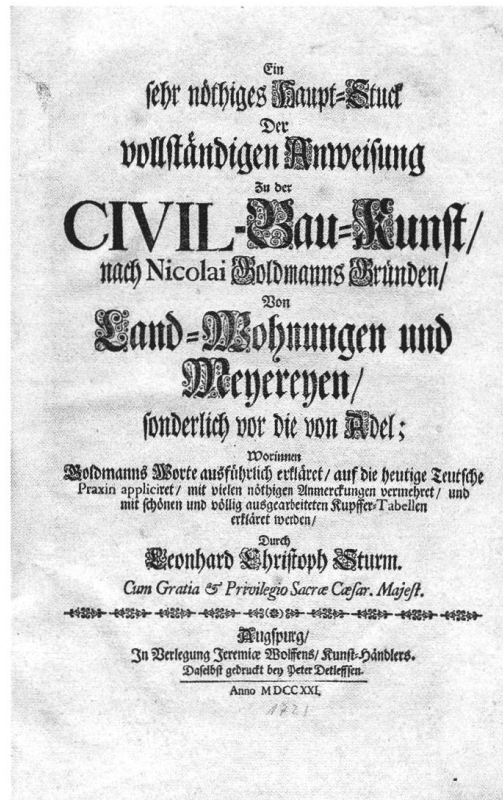 Ein
sehr nöthiges Haupt-Stuck
Der
vollständigen Anweisung
Zu der
CIVIL-Bau-Kunst/
nach Nicolai Goldmanns Gründen/
Von
Land-Wohnungen und
Meyereyen/
sonderlich vor die von Adel;
Worinnen
Goldmanns Worte ausführlich erkläret/ auf die heutige Teutsche
Praxin appliciret/ mit vielen nöthigen Anmerckungen vermehret/ und
mit schönen und völlig ausgearbeiteten Kupffer-Tabellen
erkläret werden/
Durch
Leonhard Christoph Sturm.
Cum Gratia & Privilegio Sacræ Cæsar. Majest.
Augspurg/
In Verlegung Jeremiæ Wolffens/ Kunst-Händlers.
Daselbst gedruckt bey Peter Detleffsen.
Anno MDCCXXI.
1721